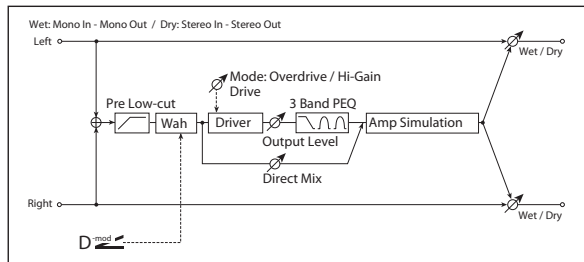 Wet: Mono In - Mono Out / Dry: Stereo In - Stereo Out
Left
Wet / Dry
Mode: Overdrive / Hi-Gain
Drive
Pre Low-cut
3 Band PEQ
Wah
Driver
Amp Simulation
Output Level
Direct Mix
Right
Wet / Dry
D-mod